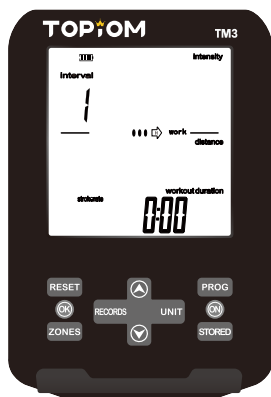 TOPIOM
TM3
intensity
interval
1
work
distance
strokerate
workout duration
0:00
RESET
PROG
OK
RECORDS
UNIT
ON
ZONES
STORED